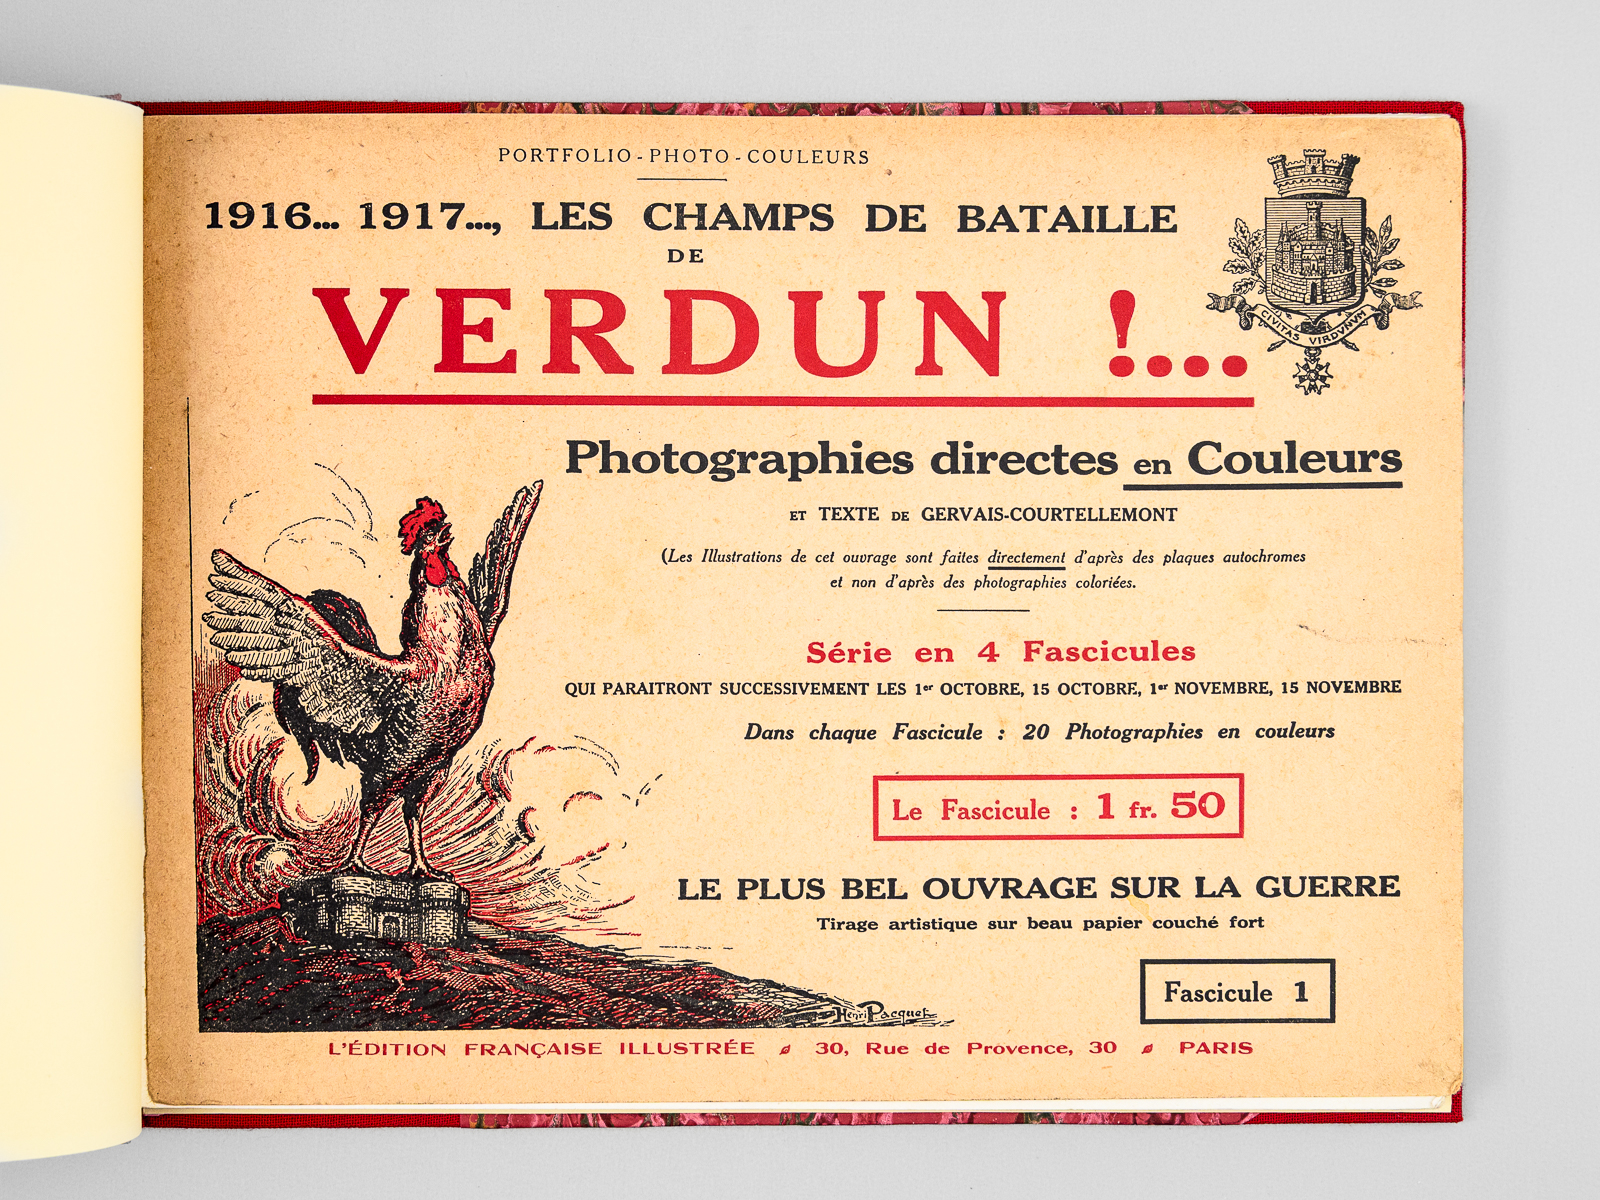 PORTFOLIO - PHOTO - COULEURS
1916... 1917..., LES CHAMPS DE BATAILLE
DE
VERDUN !...
CIVITAS VIRDVNVM
Photographies directes en Couleurs
ET TEXTE DE GERVAIS-COURTELLEMONT
(Les Illustrations de cet ouvrage sont faites directement d'après des plaques autochromes
et non d'après des photographies coloriées.
Série en 4 Fascicules
QUI PARAITRONT SUCCESSIVEMENT LES 1er OCTOBRE, 15 OCTOBRE, 1er NOVEMBRE, 15 NOVEMBRE
Dans chaque Fascicule : 20 Photographies en couleurs
Le Fascicule : 1 fr. 50
LE PLUS BEL OUVRAGE SUR LA GUERRE
Tirage artistique sur beau papier couché fort
Fascicule 1
Henri Pacquet
L'ÉDITION FRANÇAISE ILLUSTRÉE 30, Rue de Provence, 30 PARIS